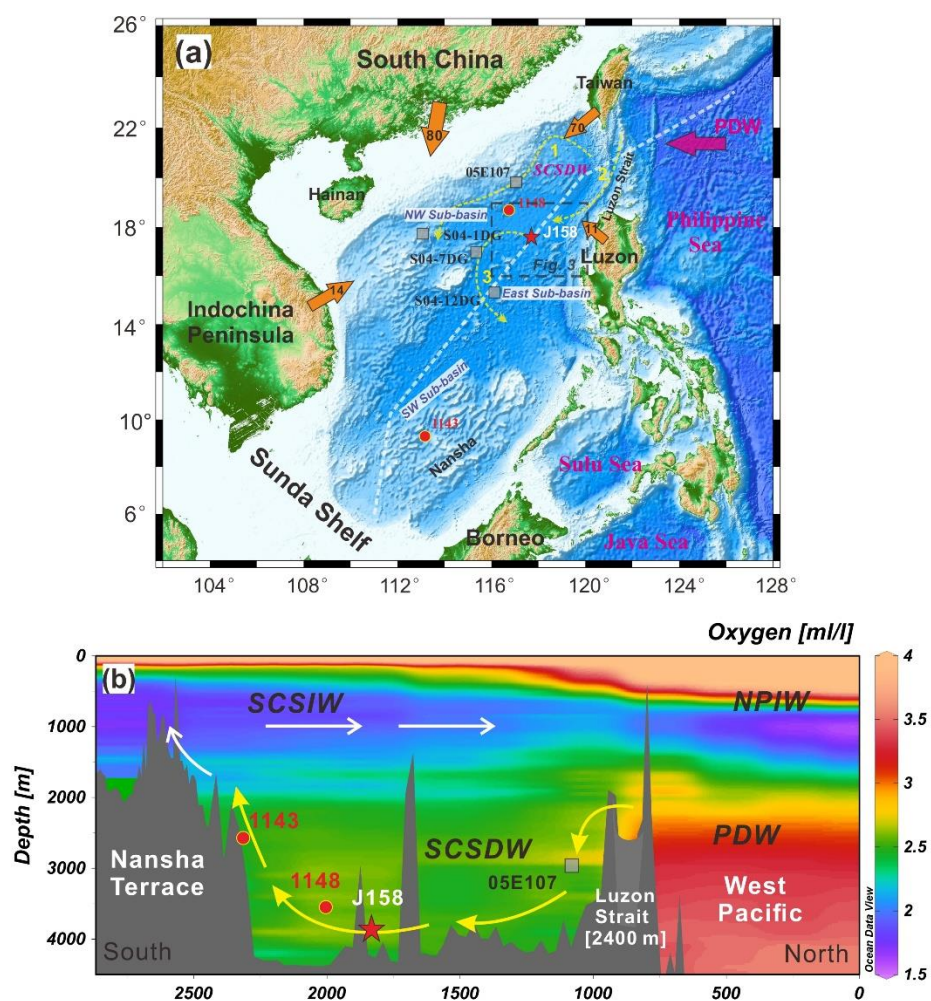 26°
22°
18°
14°
10°
6°
(a)
South China
Taiwan
80
70
PDW
1
SCSDW
2
Luzon Strait
05E107
Hainan
1148
NW Sub-basin
S04-1DG
J158
11
Philippine
Sea
Luzon
S04-7DG
Fig. 3
3
14
S04-12DG
East Sub-basin
Indochina
Peninsula
SW Sub-basin
1143
Nansha
Sulu Sea
Sunda Shelf
Borneo
Java Sea
104° 108° 112° 116° 120° 124° 128°
Oxygen [ml/l]
(b)
SCSIW
NPIW
PDW
1143
SCSDW
1148
05E107
Nansha
Terrace
J158
Luzon
Strait
[2400 m]
West
Pacific
South
North
Depth [m]
0
1000
2000
3000
4000
2500 2000 1500 1000 500 0
4
3.5
3
2.5
2
1.5
Ocean Data View